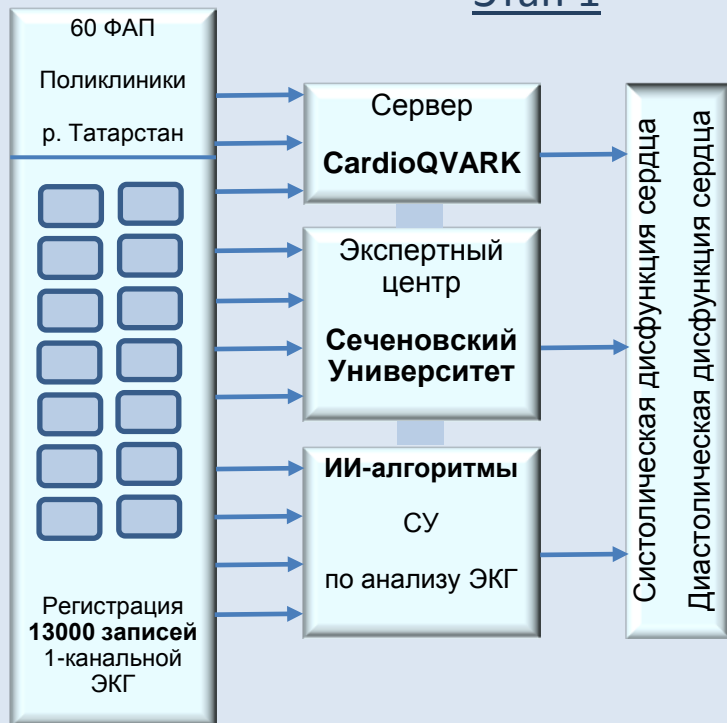 Этап 1
60 ФАП
Поликлиники
р. Татарстан
Регистрация
13000 записей
1-канальной
ЭКГ
Сервер
CardioQVARK
Экспертный
центр
Сеченовский
Университет
ИИ-алгоритмы
СУ
по анализу ЭКГ
Систолическая дисфункция сердца
Диастолическая дисфункция сердца